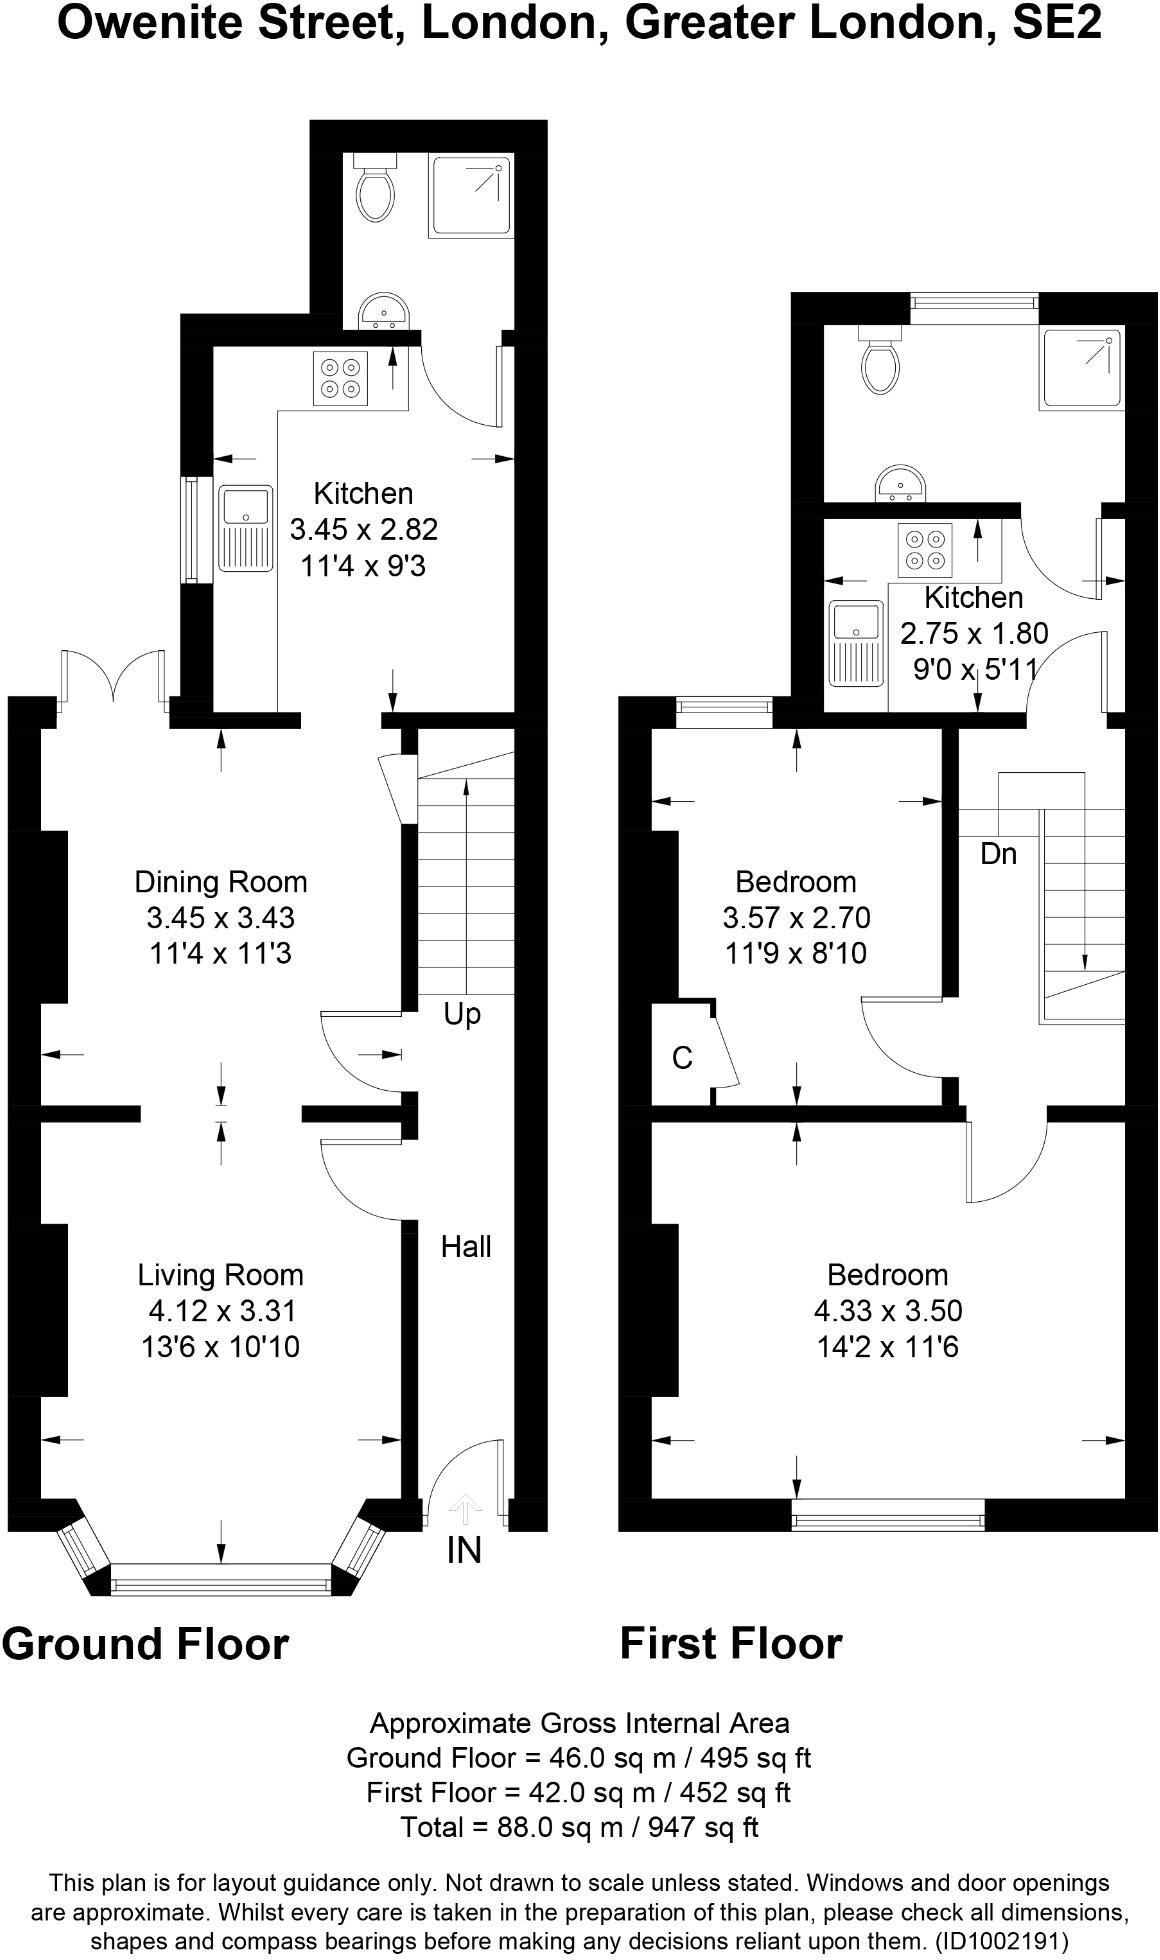 Owenite Street, London, Greater London, SE2
Kitchen
3.45 x 2.82
11'4 x 9'3
Kitchen
2.75 x 1.80
9'0 x 5'11
Dining Room
3.45 x 3.43
11'4 x 11'3
Up
Bedroom
3.57 x 2.70
11'9 x 8'10
Dn
C
Hall
Living Room
4.12 x 3.31
13'6 x 10'10
Bedroom
4.33 x 3.50
14'2 x 11'6
IN
Ground Floor
First Floor
Approximate Gross Internal Area
Ground Floor = 46.0 sq m / 495 sq ft
First Floor = 42.0 sq m / 452 sq ft
Total = 88.0 sq m / 947 sq ft
This plan is for layout guidance only. Not drawn to scale unless stated. Windows and door openings
are approximate. Whilst every care is taken in the preparation of this plan, please check all dimensions,
shapes and compass bearings before making any decisions reliant upon them. (ID1002191)